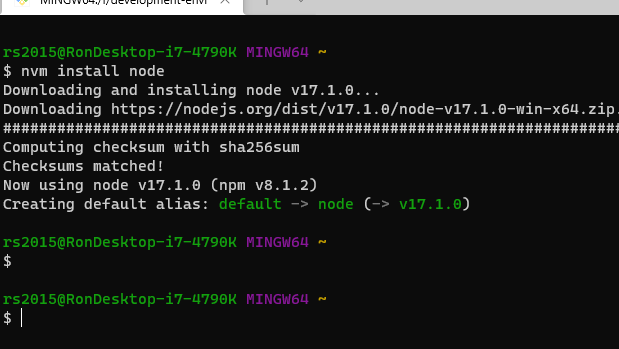 MINGW64:/f/development-envi
rs2015@RonDesktop-i7-4790K MINGW64 ~
$ nvm install node
Downloading and installing node v17.1.0...
Downloading https://nodejs.org/dist/v17.1.0/node-v17.1.0-win-x64.zip.
#####################################################################
Computing checksum with sha256sum
Checksums matched!
Now using node v17.1.0 (npm v8.1.2)
Creating default alias: default -> node (-> v17.1.0)
rs2015@RonDesktop-i7-4790K MINGW64 ~
$
rs2015@RonDesktop-i7-4790K MINGW64 ~
$